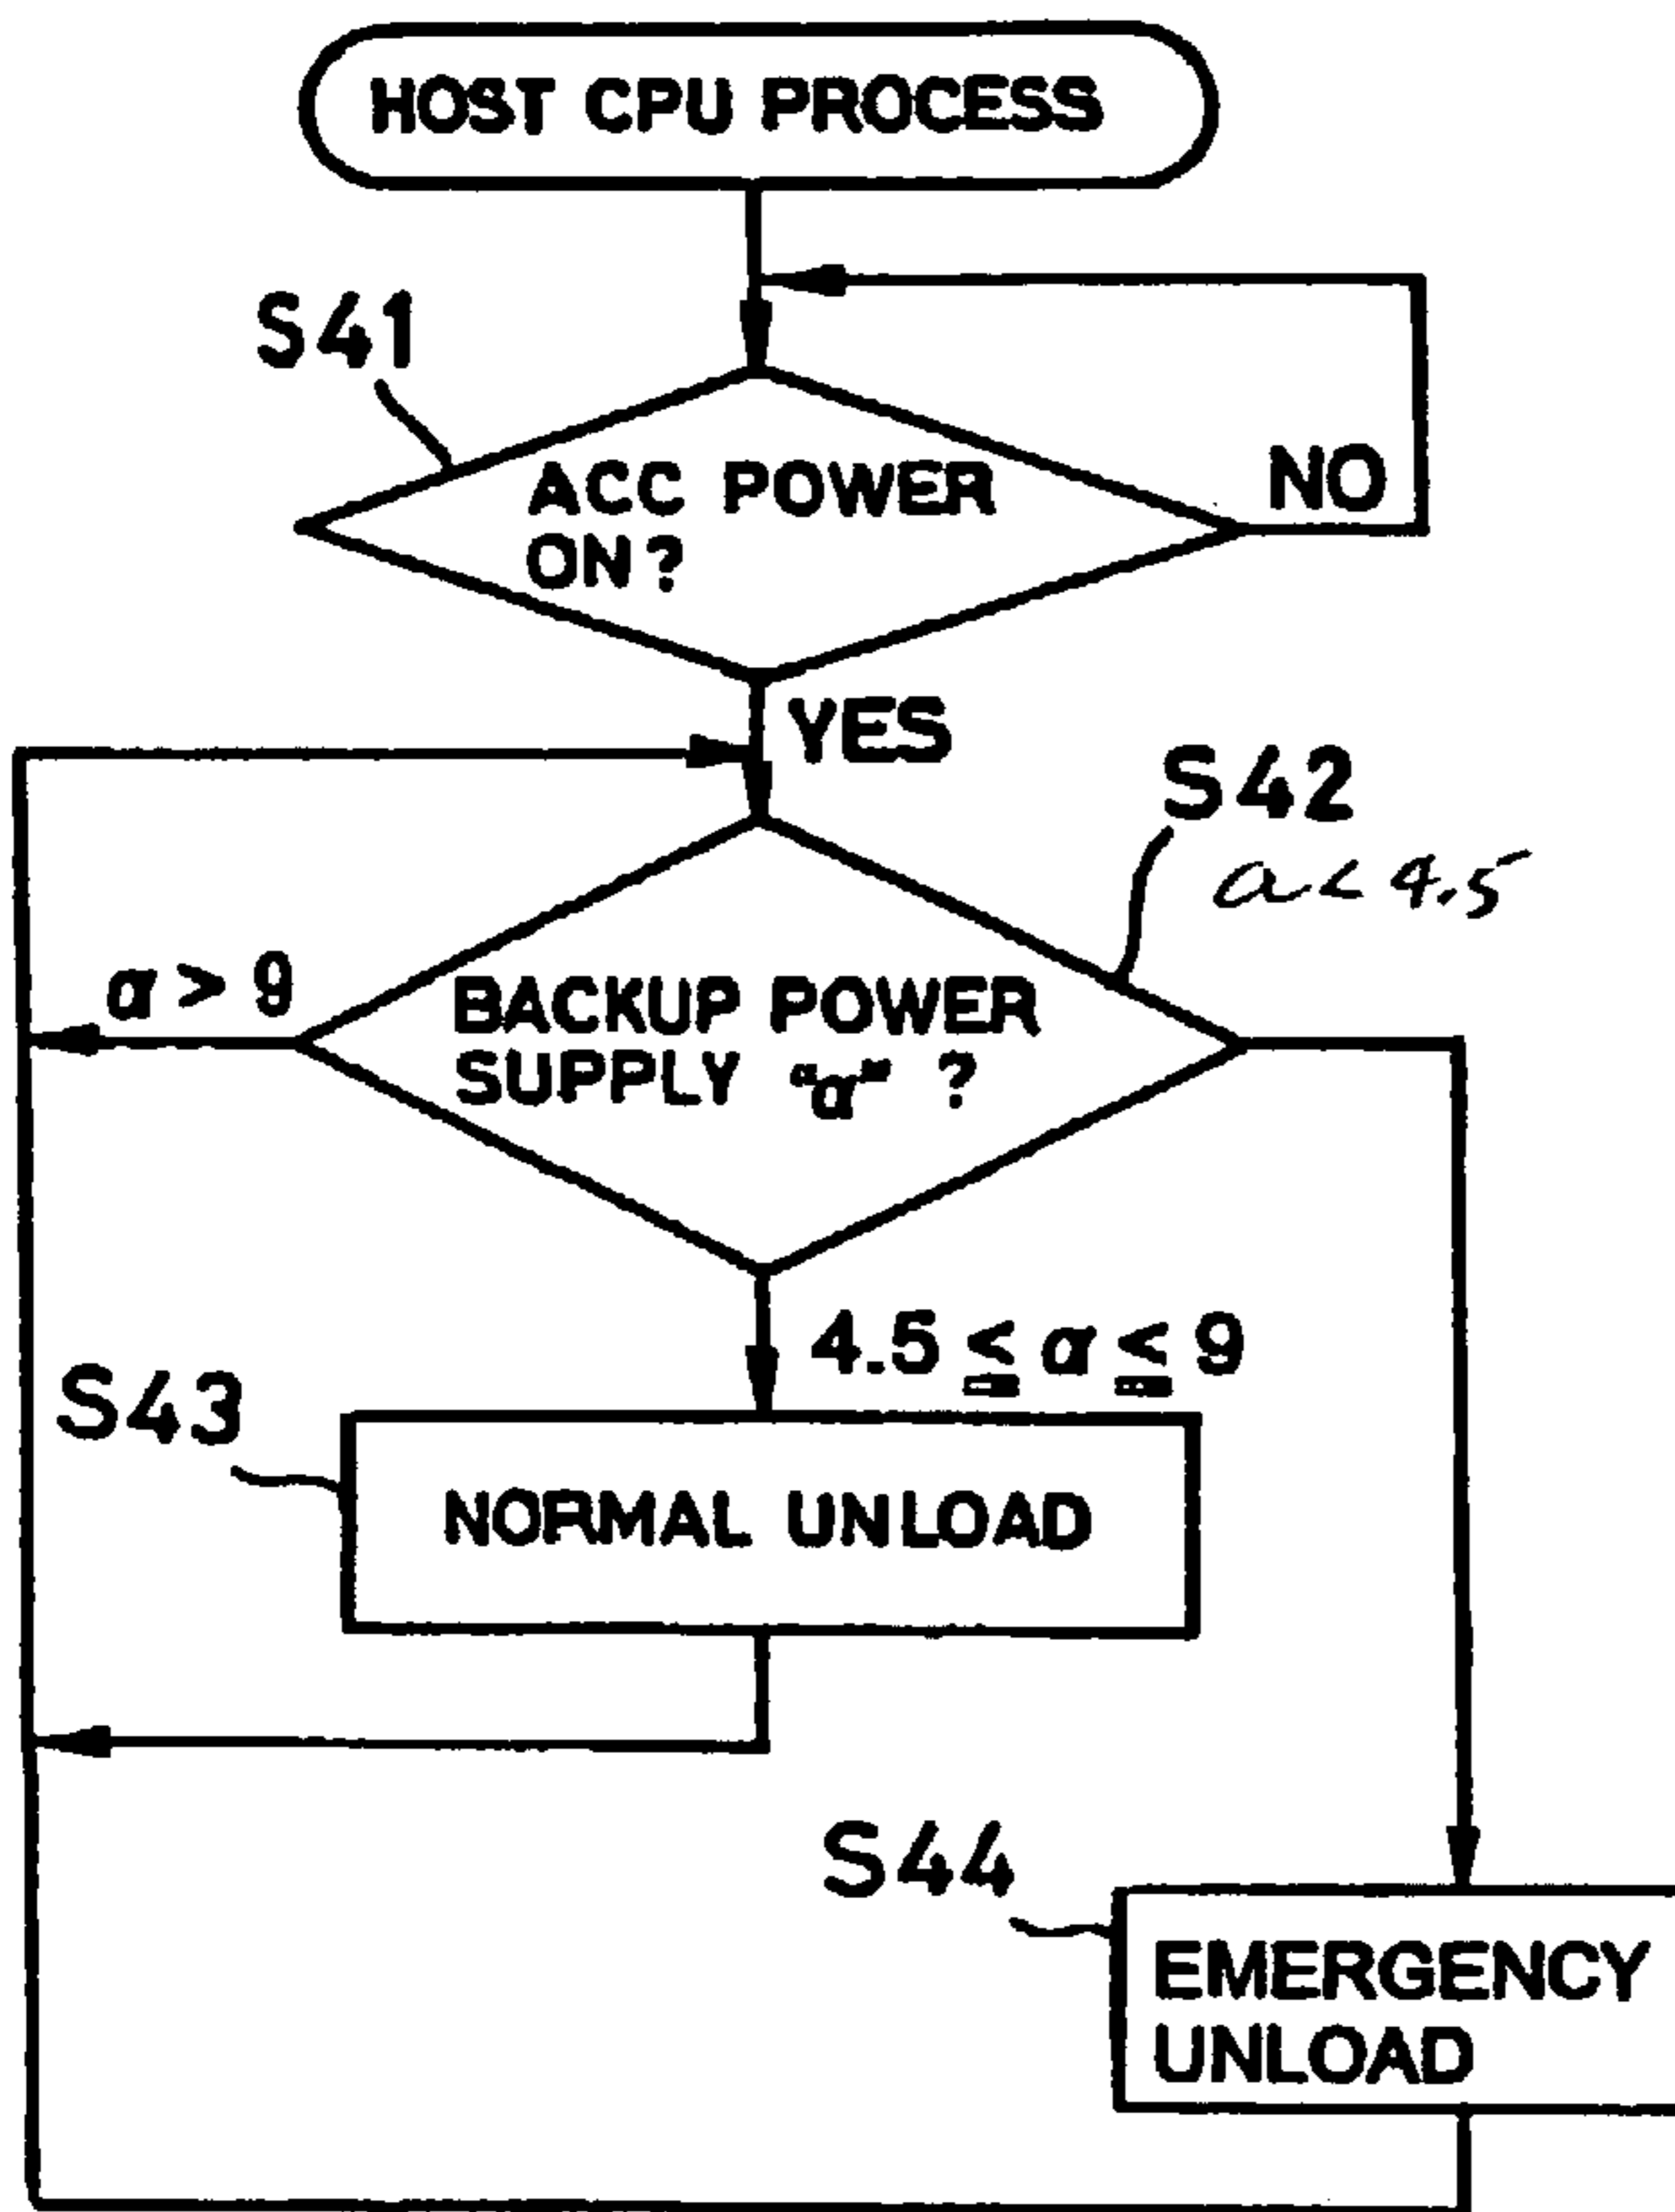 HOST CPU PROCESS
S41
ACC POWER
ON?
NO
YES
S42
a < 4.5
α > 9
BACKUP POWER
SUPPLY "α" ?
4.5 ≦ α ≦ 9
S43
NORMAL UNLOAD
S44
EMERGENCY
UNLOAD